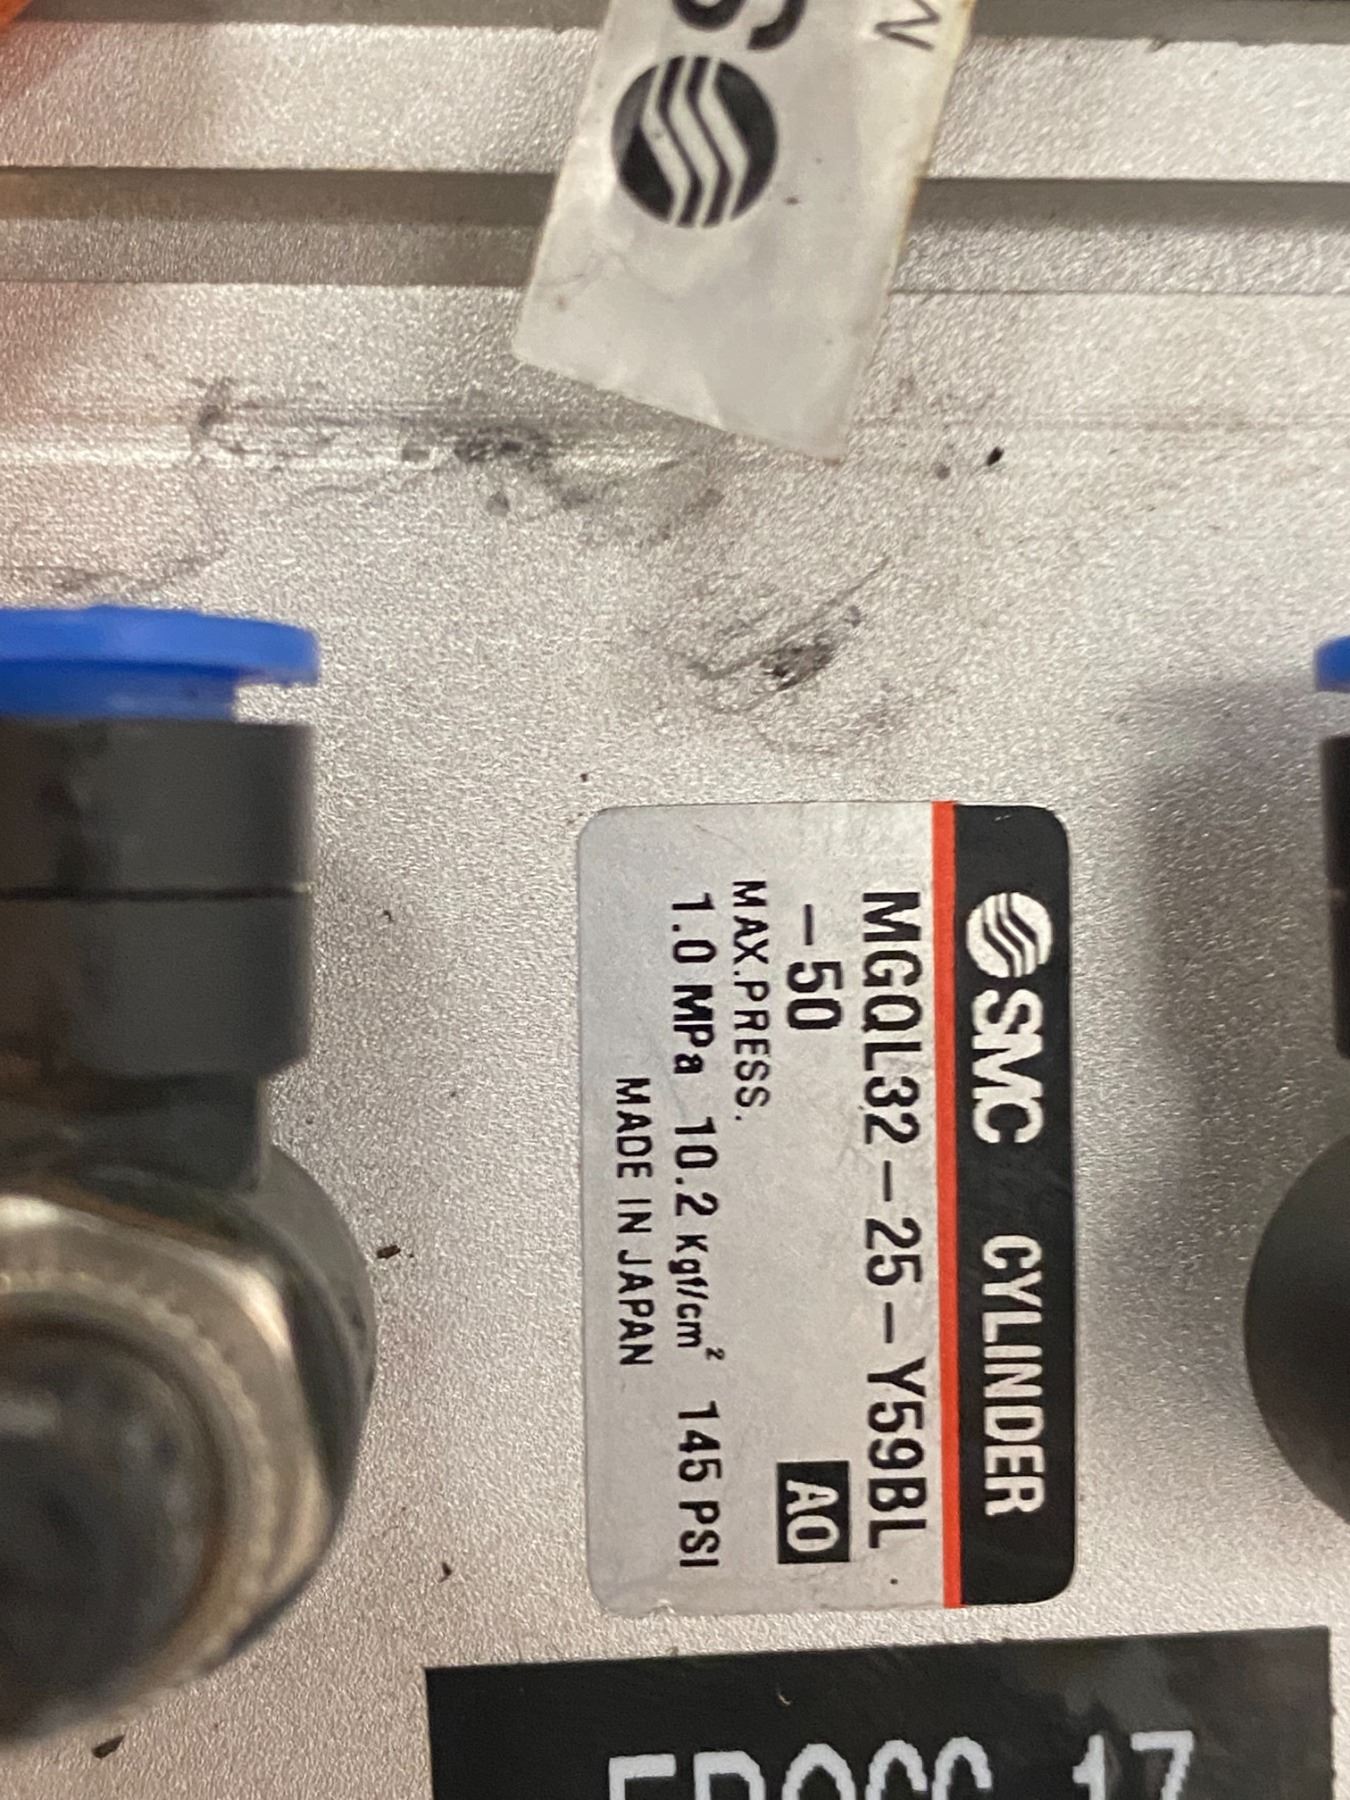 SMC CYLINDER
MGQL32-25-Y59BL
-50 AO
MAX.PRESS.
1.0 MPa 10.2 Kgf/cm² 145 PSI
MADE IN JAPAN